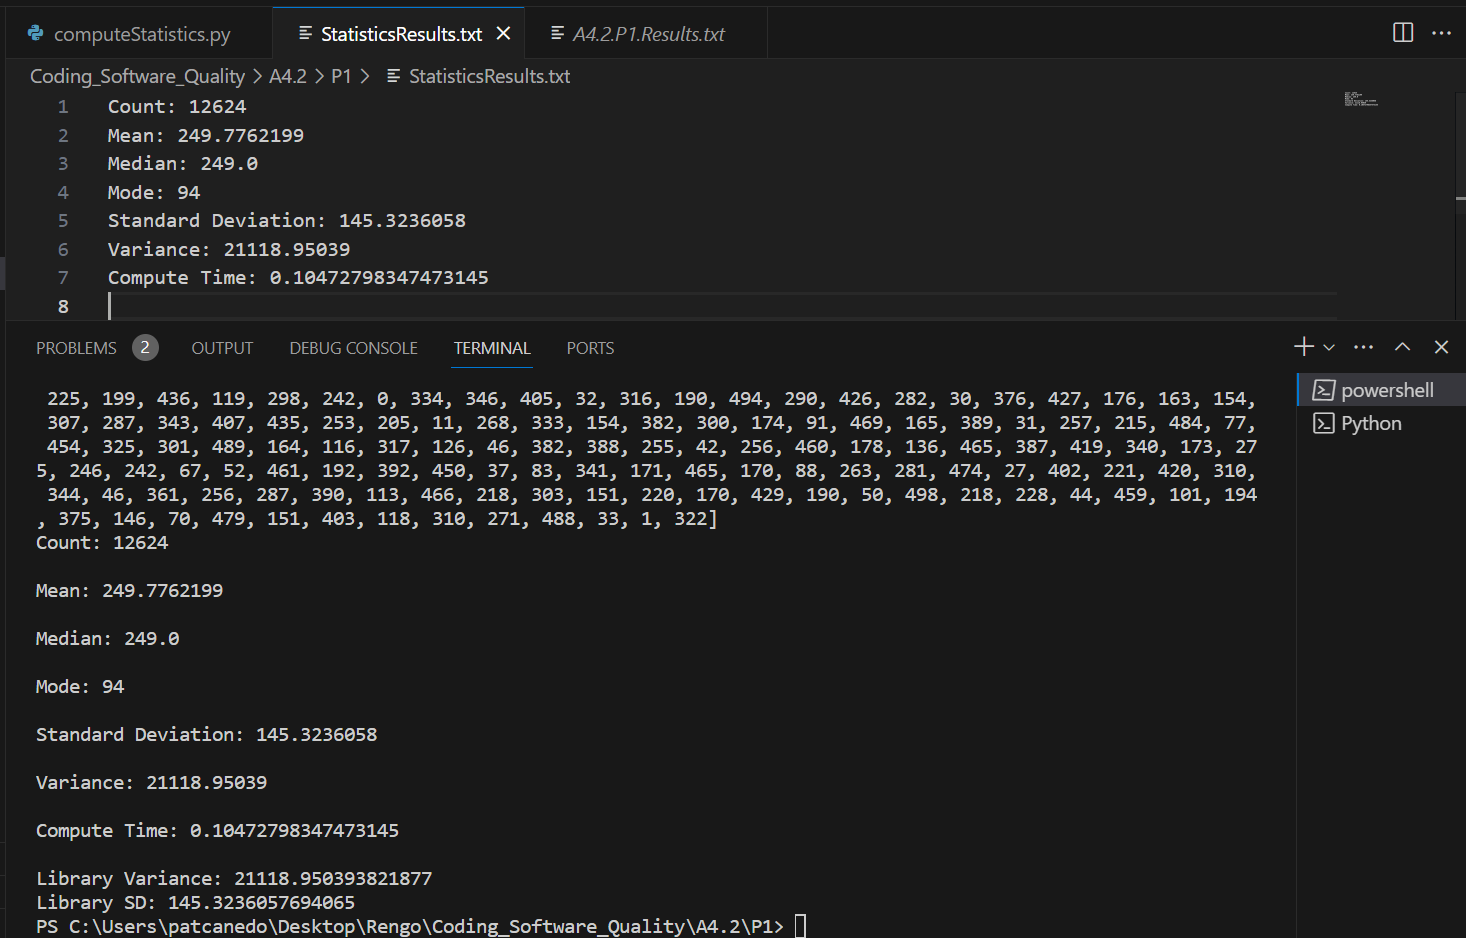 computeStatistics.py StatisticsResults.txt A4.2.P1.Results.txt
Coding_Software_Quality > A4.2 > P1 > StatisticsResults.txt
1 Count: 12624
2 Mean: 249.7762199
3 Median: 249.0
4 Mode: 94
5 Standard Deviation: 145.3236058
6 Variance: 21118.95039
7 Compute Time: 0.10472798347473145
8
PROBLEMS 2 OUTPUT DEBUG CONSOLE TERMINAL PORTS
powershell
Python
225, 199, 436, 119, 298, 242, 0, 334, 346, 405, 32, 316, 190, 494, 290, 426, 282, 30, 376, 427, 176, 163, 154,
307, 287, 343, 407, 435, 253, 205, 11, 268, 333, 154, 382, 300, 174, 91, 469, 165, 389, 31, 257, 215, 484, 77,
454, 325, 301, 489, 164, 116, 317, 126, 46, 382, 388, 255, 42, 256, 460, 178, 136, 465, 387, 419, 340, 173, 27
5, 246, 242, 67, 52, 461, 192, 392, 450, 37, 83, 341, 171, 465, 170, 88, 263, 281, 474, 27, 402, 221, 420, 310,
344, 46, 361, 256, 287, 390, 113, 466, 218, 303, 151, 220, 170, 429, 190, 50, 498, 218, 228, 44, 459, 101, 194
, 375, 146, 70, 479, 151, 403, 118, 310, 271, 488, 33, 1, 322]
Count: 12624
Mean: 249.7762199
Median: 249.0
Mode: 94
Standard Deviation: 145.3236058
Variance: 21118.95039
Compute Time: 0.10472798347473145
Library Variance: 21118.950393821877
Library SD: 145.3236057694065
PS C:\Users\patcanedo\Desktop\Rengo\Coding_Software_Quality\A4.2\P1>